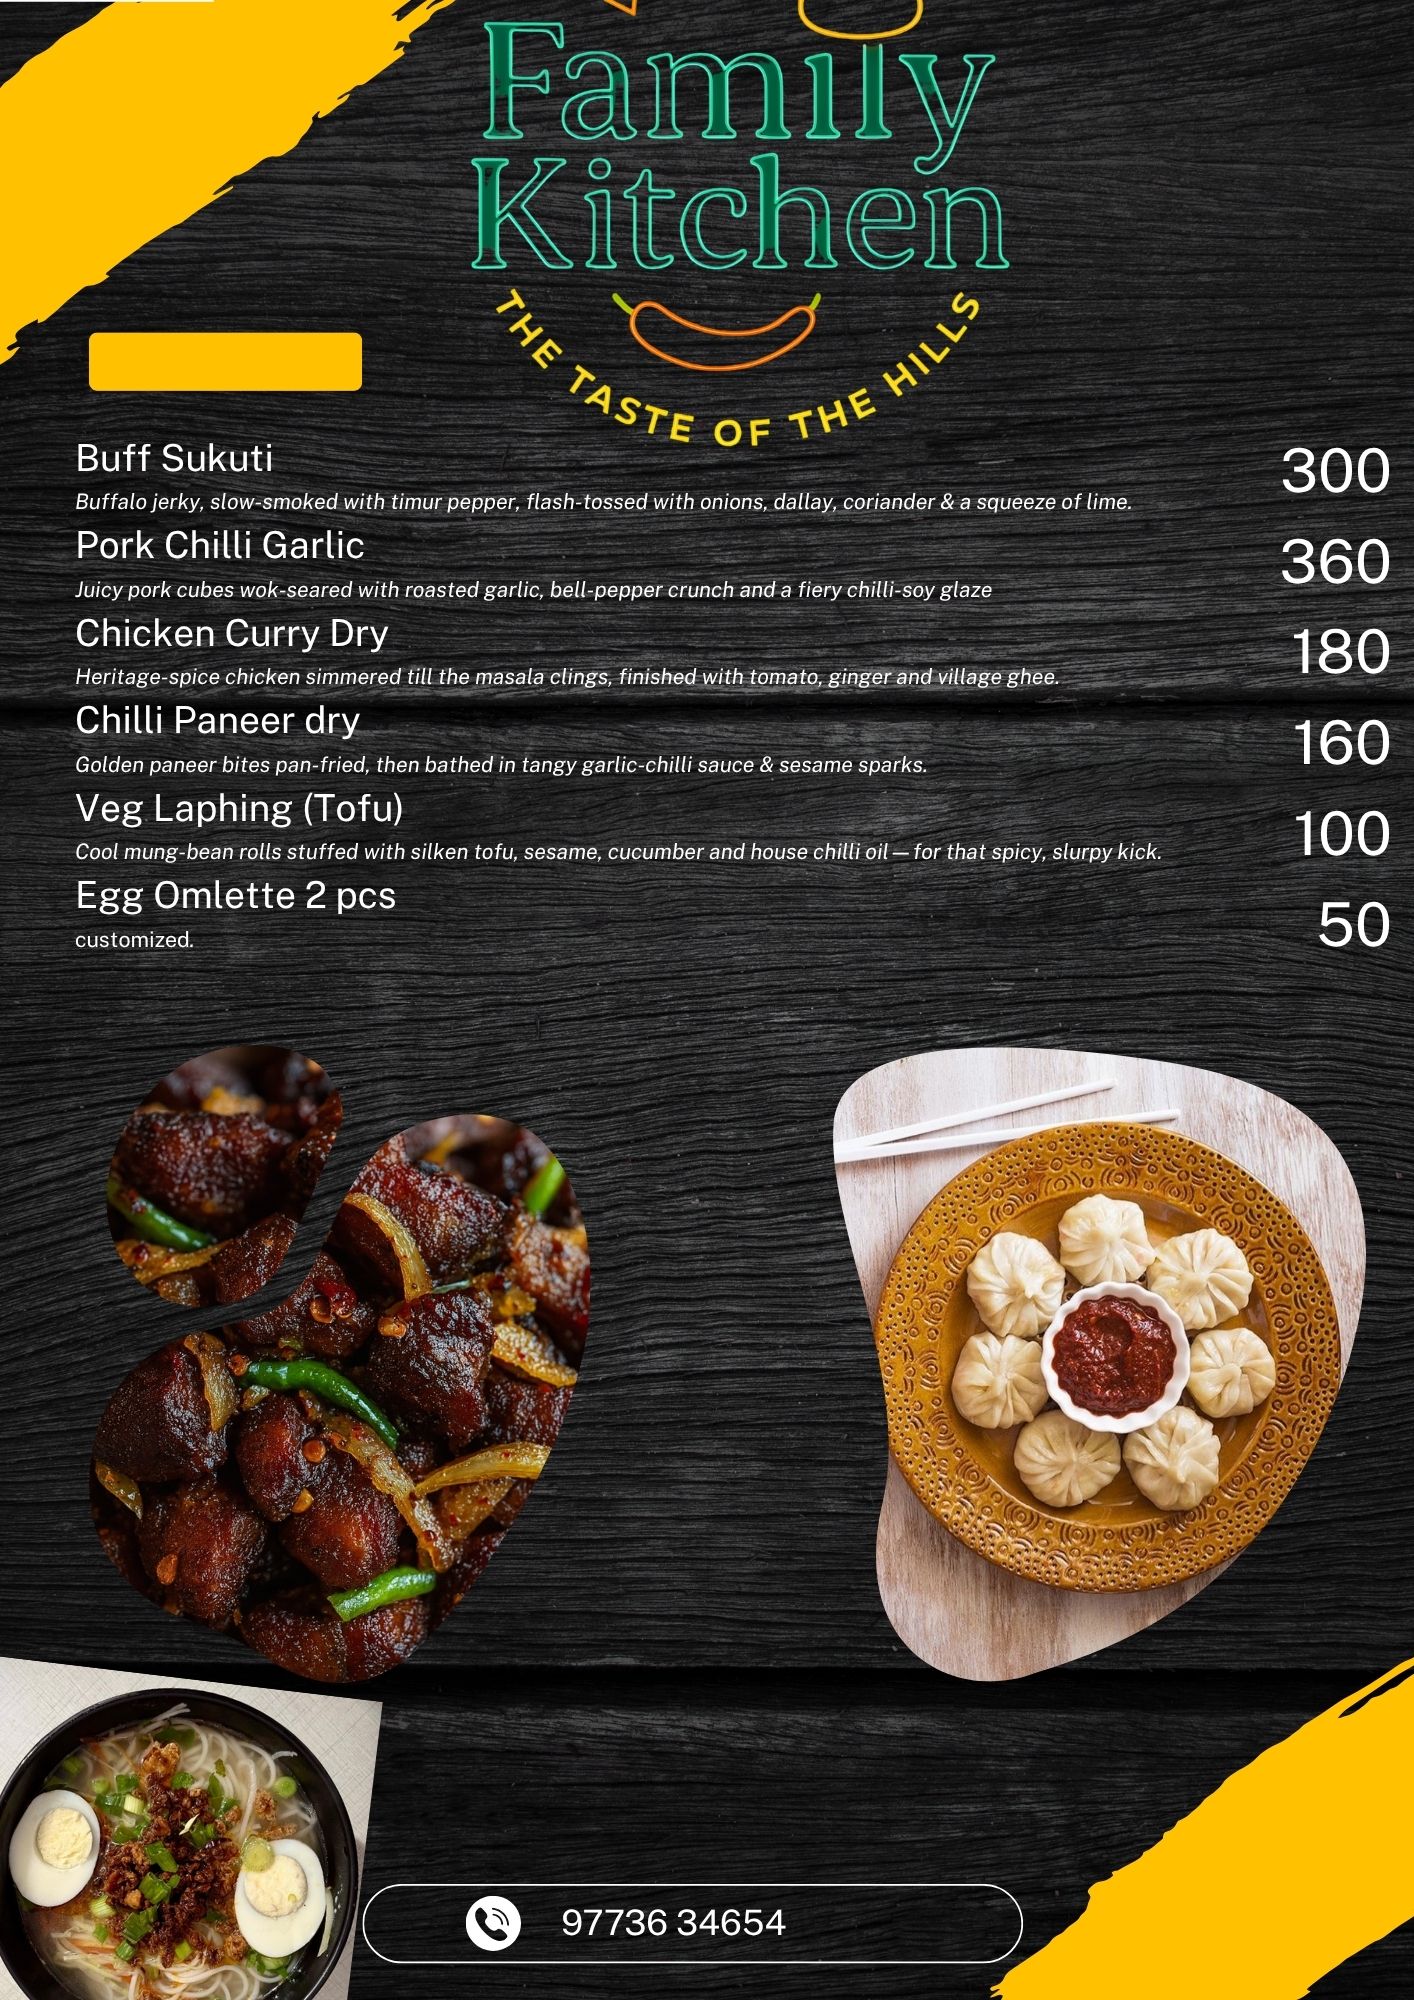 Family
Kitchen
THE TASTE OF THE HILLS
Buff Sukuti
300
Buffalo jerky, slow-smoked with timur pepper, flash-tossed with onions, dallay, coriander & a squeeze of lime.
Pork Chilli Garlic
360
Juicy pork cubes wok-seared with roasted garlic, bell-pepper crunch and a fiery chilli-soy glaze
Chicken Curry Dry
180
Heritage-spice chicken simmered till the masala clings, finished with tomato, ginger and village ghee.
Chilli Paneer dry
160
Golden paneer bites pan-fried, then bathed in tangy garlic-chilli sauce & sesame sparks.
Veg Laphing (Tofu)
100
Cool mung-bean rolls stuffed with silken tofu, sesame, cucumber and house chilli oil — for that spicy, slurpy kick.
Egg Omlette 2 pcs
50
customized.
97736 34654